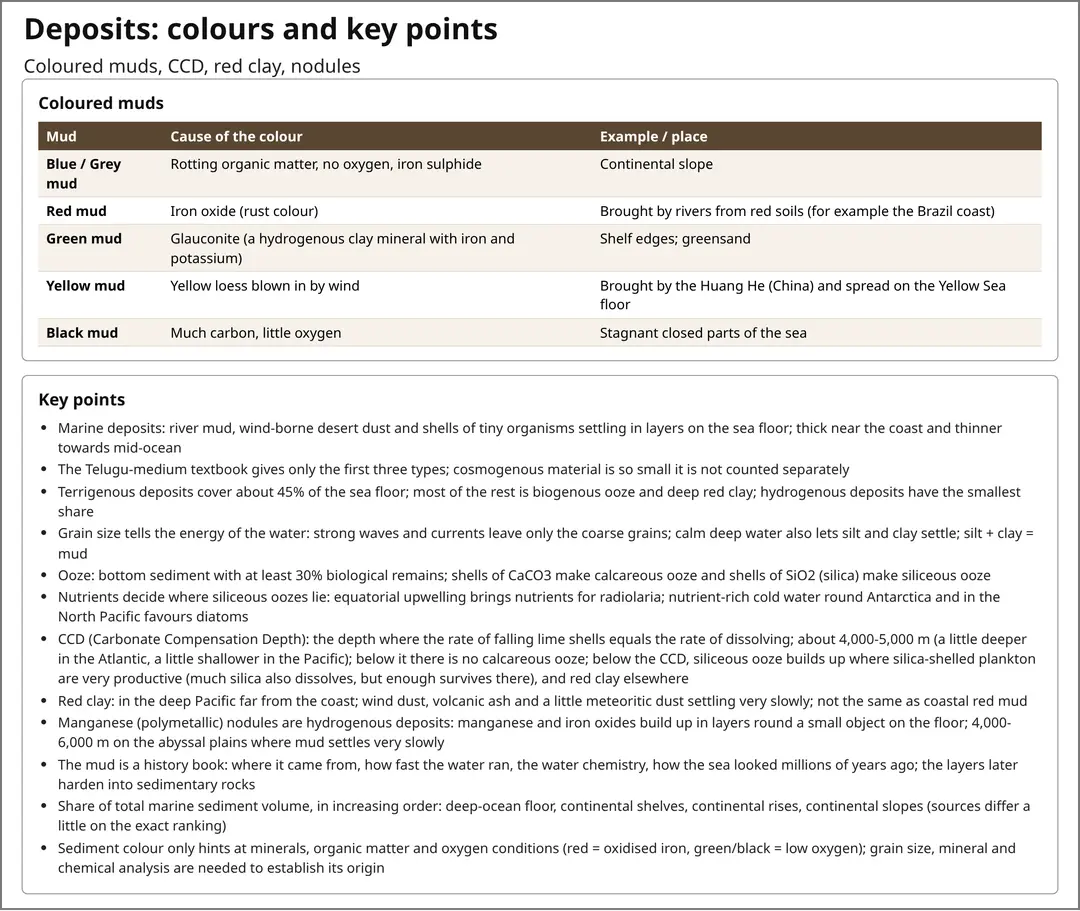 Deposits: colours and key points
Coloured muds, CCD, red clay, nodules
Coloured muds
Mud Cause of the colour Example / place
Blue / Grey mud Rotting organic matter, no oxygen, iron sulphide Continental slope
Red mud Iron oxide (rust colour) Brought by rivers from red soils (for example the Brazil coast)
Green mud Glauconite (a hydrogenous clay mineral with iron and potassium) Shelf edges; greensand
Yellow mud Yellow loess blown in by wind Brought by the Huang He (China) and spread on the Yellow Sea floor
Black mud Much carbon, little oxygen Stagnant closed parts of the sea
Key points
• Marine deposits: river mud, wind-borne desert dust and shells of tiny organisms settling in layers on the sea floor; thick near the coast and thinner
towards mid-ocean
• The Telugu-medium textbook gives only the first three types; cosmogenous material is so small it is not counted separately
• Terrigenous deposits cover about 45% of the sea floor; most of the rest is biogenous ooze and deep red clay; hydrogenous deposits have the smallest
share
• Grain size tells the energy of the water: strong waves and currents leave only the coarse grains; calm deep water also lets silt and clay settle; silt + clay =
mud
• Ooze: bottom sediment with at least 30% biological remains; shells of CaCO3 make calcareous ooze and shells of SiO2 (silica) make siliceous ooze
• Nutrients decide where siliceous oozes lie: equatorial upwelling brings nutrients for radiolaria; nutrient-rich cold water round Antarctica and in the
North Pacific favours diatoms
• CCD (Carbonate Compensation Depth): the depth where the rate of falling lime shells equals the rate of dissolving; about 4,000-5,000 m (a little deeper
in the Atlantic, a little shallower in the Pacific); below it there is no calcareous ooze; below the CCD, siliceous ooze builds up where silica-shelled plankton
are very productive (much silica also dissolves, but enough survives there), and red clay elsewhere
• Red clay: in the deep Pacific far from the coast; wind dust, volcanic ash and a little meteoritic dust settling very slowly; not the same as coastal red mud
• Manganese (polymetallic) nodules are hydrogenous deposits: manganese and iron oxides build up in layers round a small object on the floor; 4,000-
6,000 m on the abyssal plains where mud settles very slowly
• The mud is a history book: where it came from, how fast the water ran, the water chemistry, how the sea looked millions of years ago; the layers later
harden into sedimentary rocks
• Share of total marine sediment volume, in increasing order: deep-ocean floor, continental shelves, continental rises, continental slopes (sources differ a
little on the exact ranking)
• Sediment colour only hints at minerals, organic matter and oxygen conditions (red = oxidised iron, green/black = low oxygen); grain size, mineral and
chemical analysis are needed to establish its origin